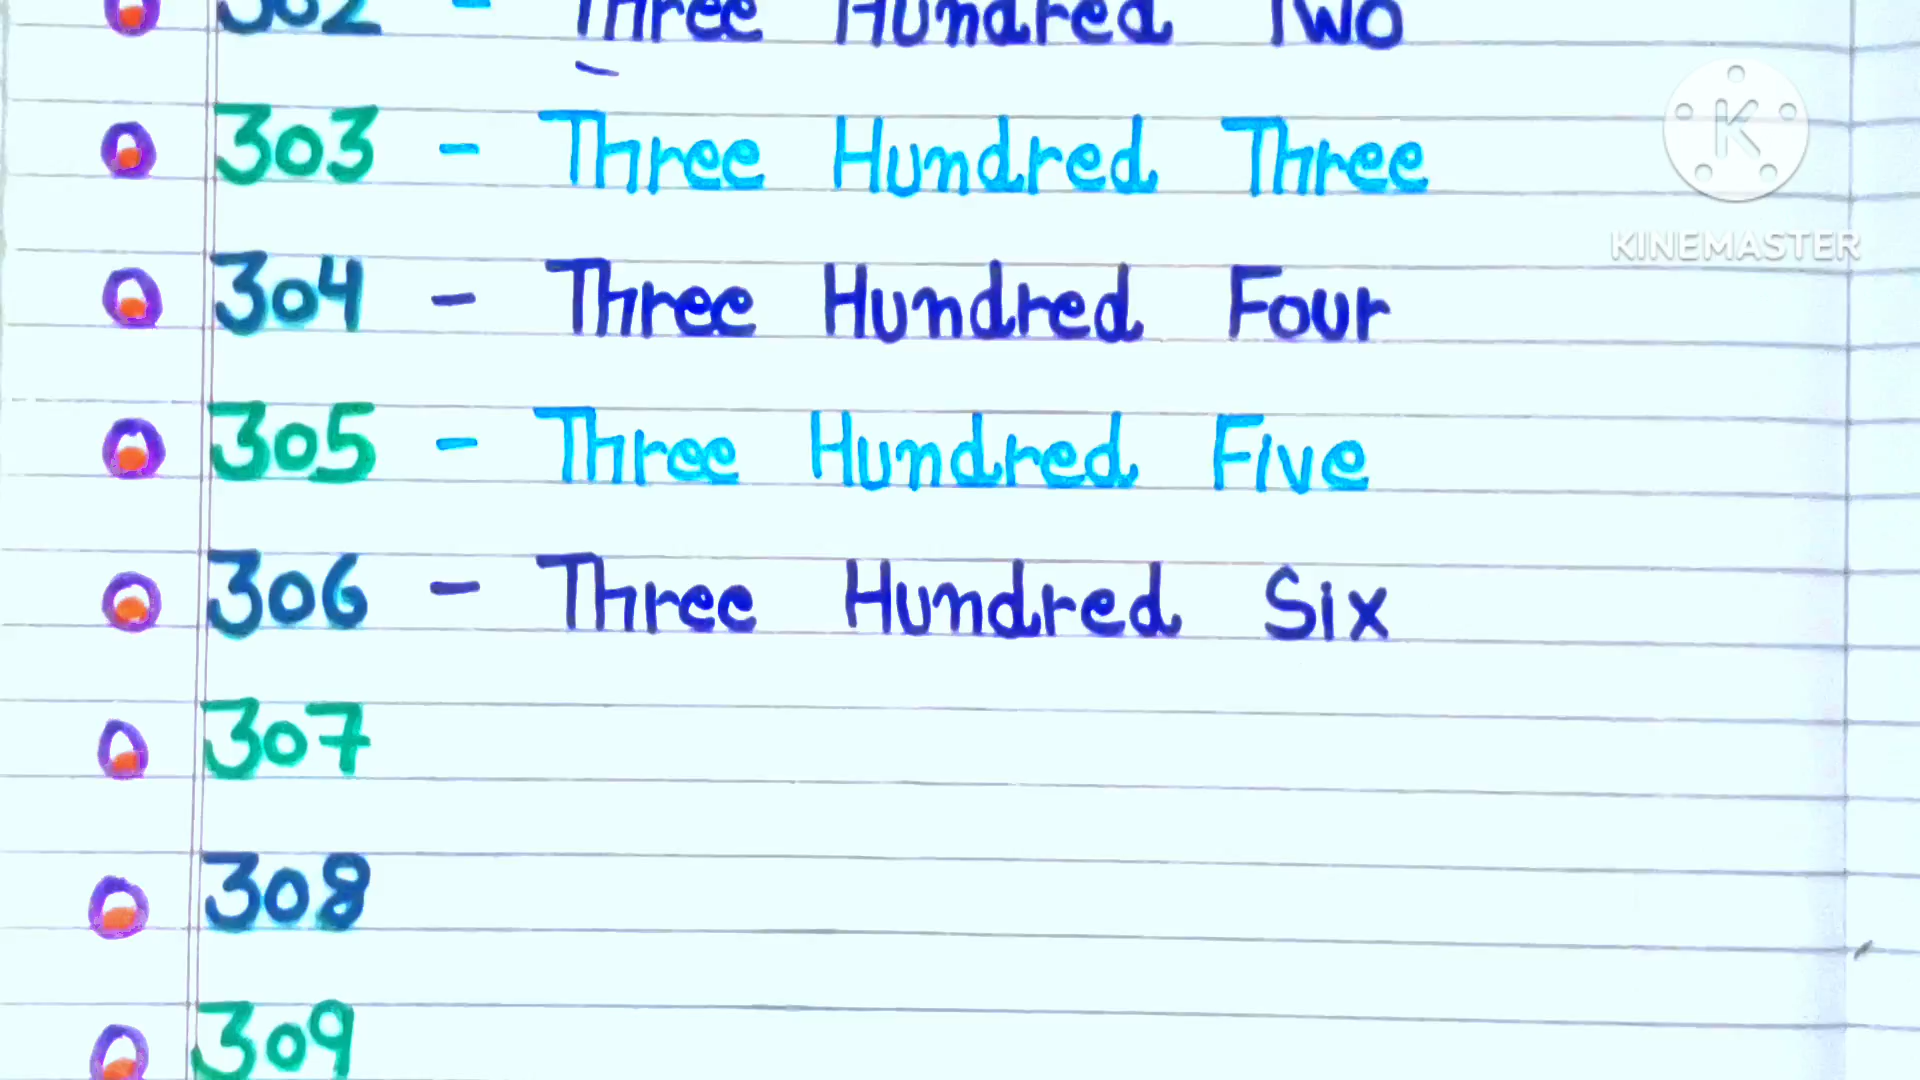 302 - Three Hundred Two
303 - Three Hundred Three
304 - Three Hundred Four
305 - Three Hundred Five
306 - Three Hundred Six
307
308
309
K
KINEMASTER